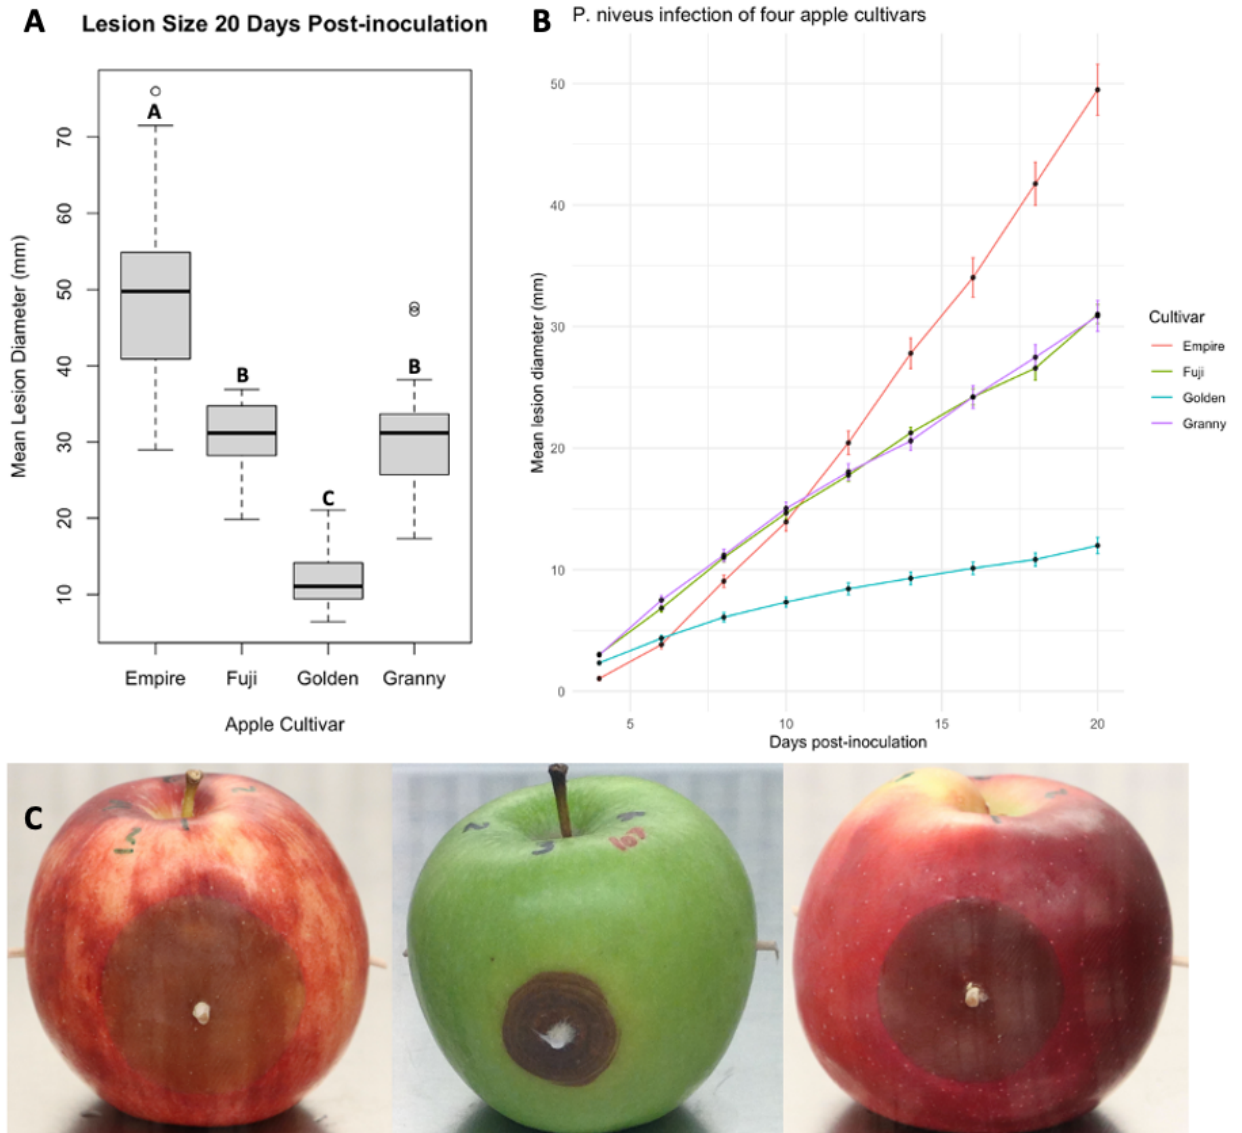 A
Lesion Size 20 Days Post-inoculation
Mean Lesion Diameter (mm)
70
60
50
40
30
20
10
A
B
C
B
Empire
Fuji
Golden
Granny
Apple Cultivar
B
P. niveus infection of four apple cultivars
Mean lesion diameter (mm)
50
40
30
20
10
0
5
10
15
20
Days post-inoculation
Cultivar
Empire
Fuji
Golden
Granny
C
107